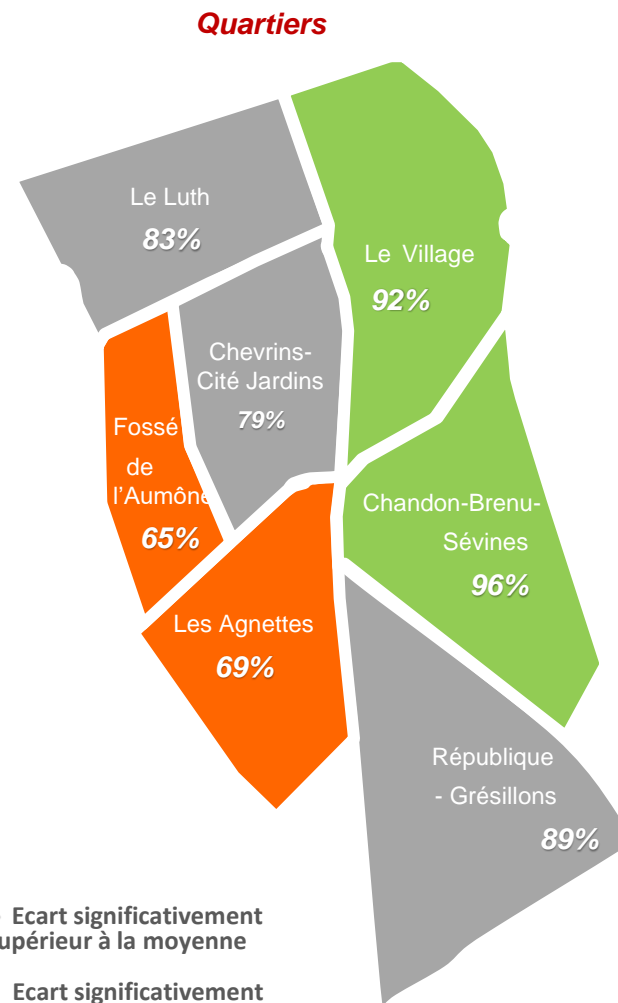 Quartiers
Le Luth
83%
Le Village
92%
Chevrins-
Cité Jardins
79%
Fossé
de
l'Aumône
65%
Chandon-Brenu-
Sévines
96%
Les Agnettes
69%
République
- Grésillons
89%
Ecart significativement
upérieur à la moyenne
Ecart significativement